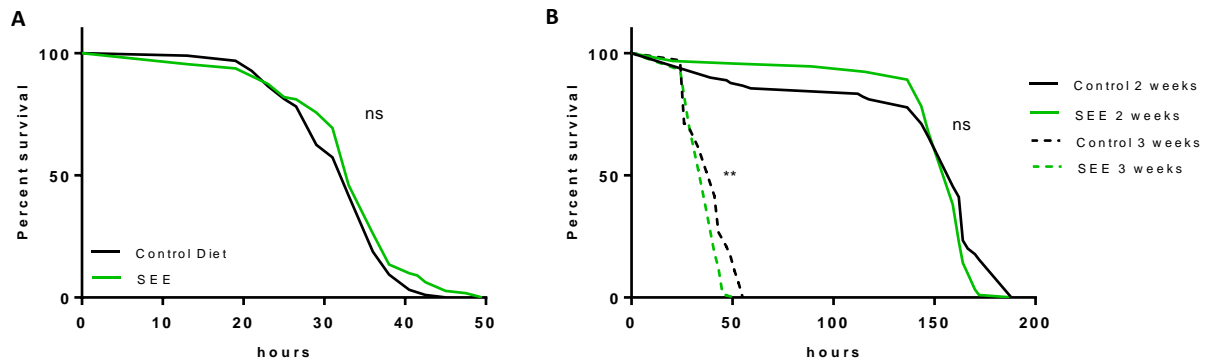 A
Percent survival
100
50
0
0 10 20 30 40 50
hours
ns
Control Diet
SEE
B
Percent survival
100
50
0
0 50 100 150 200
hours
**
ns
Control 2 weeks
SEE 2 weeks
Control 3 weeks
SEE 3 weeks